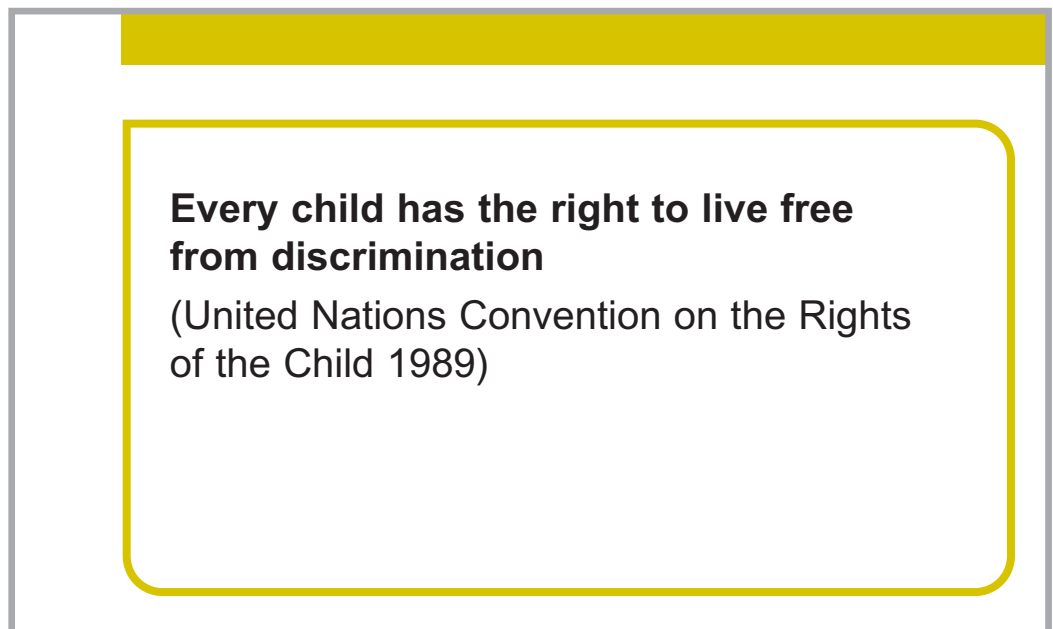 Every child has the right to live free
from discrimination
(United Nations Convention on the Rights
of the Child 1989)